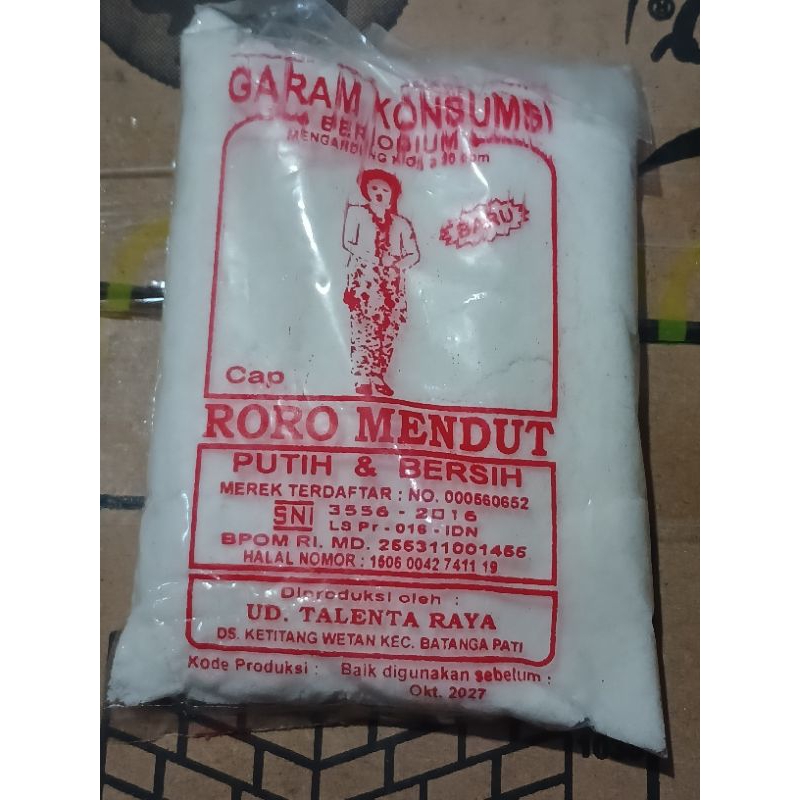 GARAM KONSUMSI
BERIODIUM
BARU
Cap
RORO MENDUT
PUTIH & BERSIH
MEREK TERDAFTAR : NO. 000560652
SNI 3556 - 2016
LS Pr - 016 - IDN
BPOM RI. MD. 255311001455
HALAL NOMOR : 1506 0042 7411 19
Diproduksi oleh :
UD. TALENTA RAYA
DS. KETITANG WETAN KEC. BATANGA PATI
Kode Produksi : Baik digunakan sebelum :
Okt. 2027